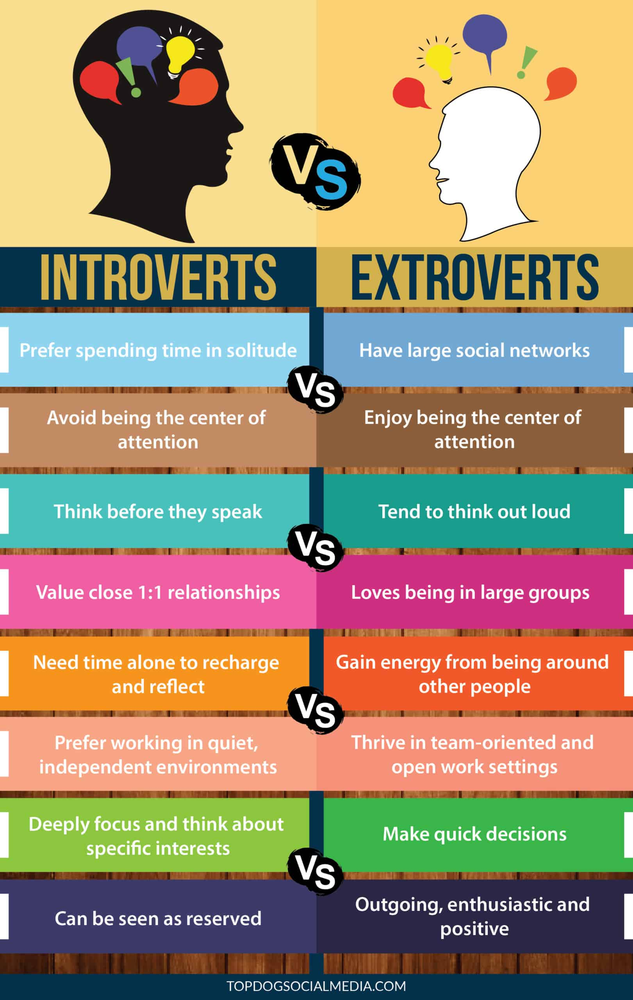 VS
INTROVERTS
EXTROVERTS
Prefer spending time in solitude
Have large social networks
VS
Avoid being the center of
attention
Enjoy being the center of
attention
Think before they speak
Tend to think out loud
VS
Value close 1:1 relationships
Loves being in large groups
Need time alone to recharge
and reflect
Gain energy from being around
other people
VS
Prefer working in quiet,
independent environments
Thrive in team-oriented and
open work settings
Deeply focus and think about
specific interests
Make quick decisions
VS
Can be seen as reserved
Outgoing, enthusiastic and
positive
TOPDOGSOCIALMEDIA.COM